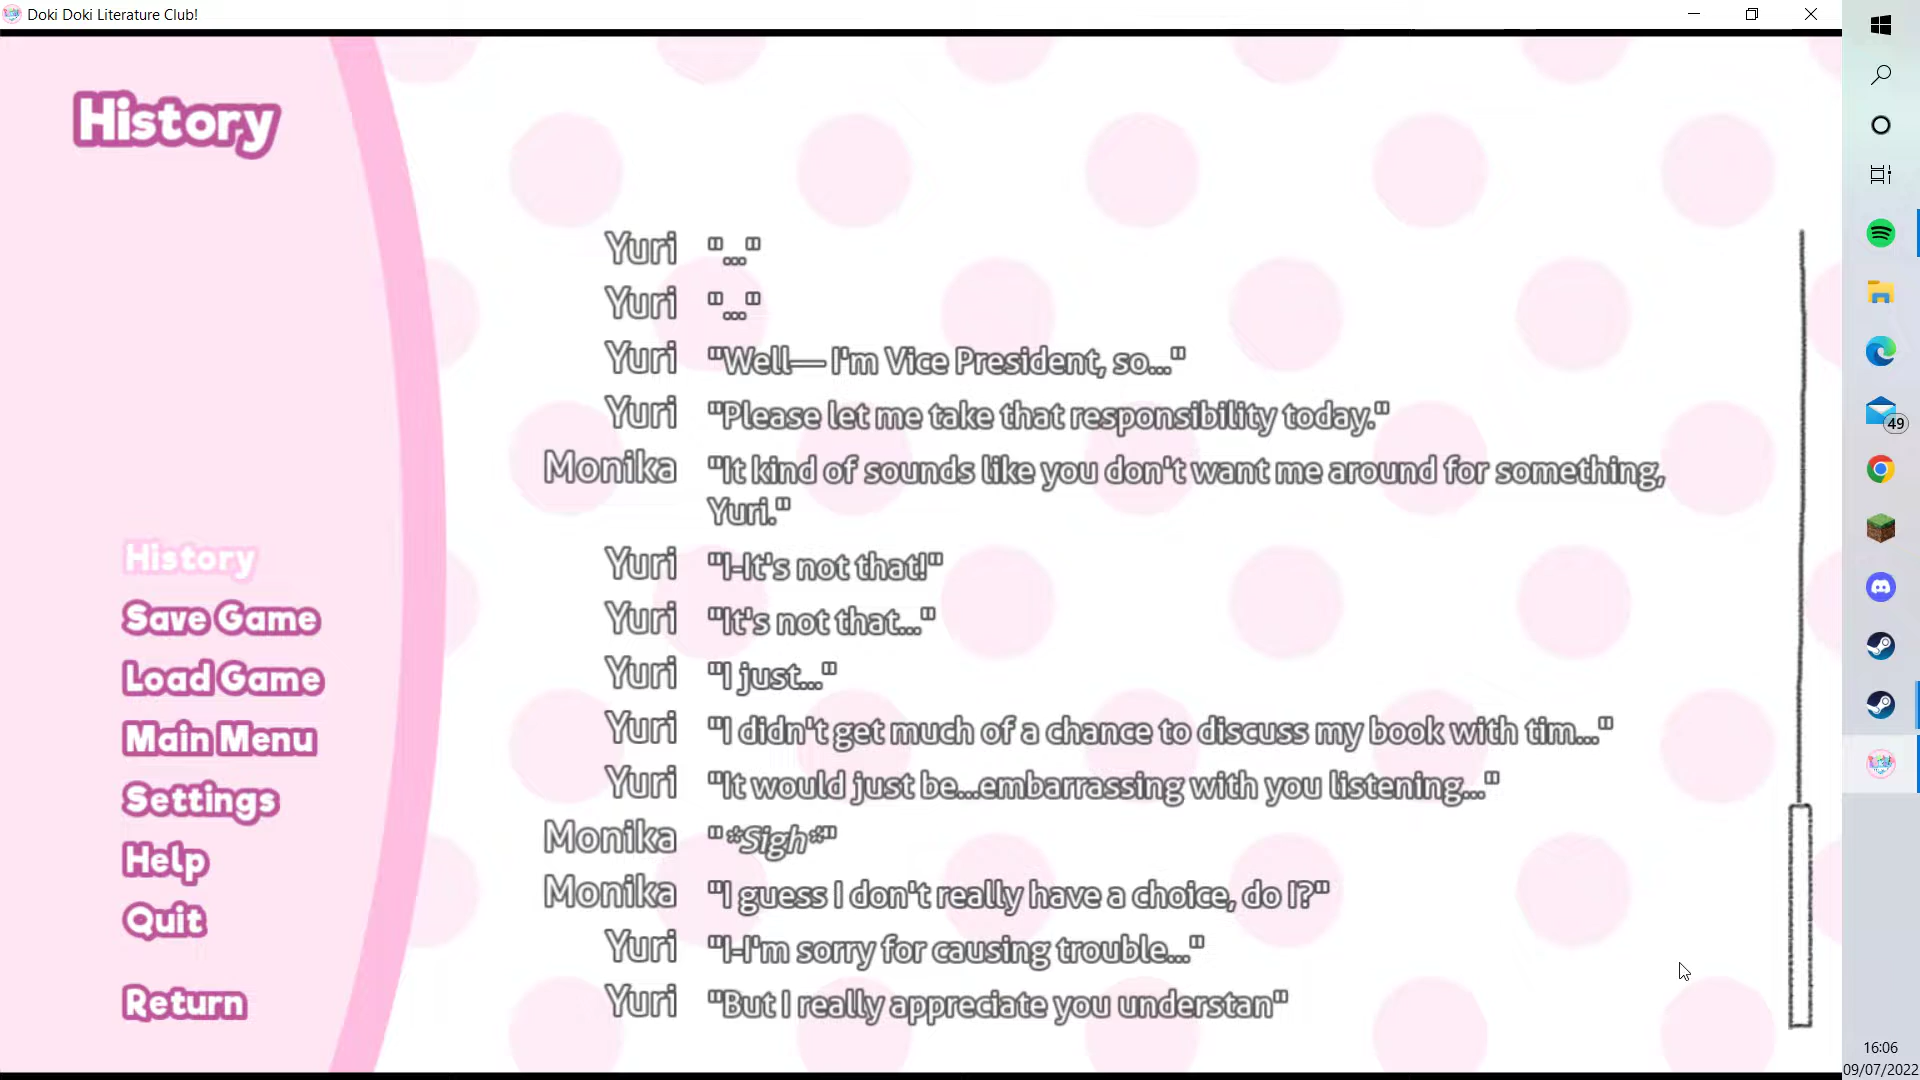 Doki Doki Literature Club!
History
Yuri "..."
Yuri "..."
Yuri "Well— I'm Vice President, so..."
Yuri "Please let me take that responsibility today."
Monika "It kind of sounds like you don't want me around for something,
Yuri."
Yuri "I-It's not that!"
Yuri "It's not that..."
Yuri "I just..."
Yuri "I didn't get much of a chance to discuss my book with tim..."
Yuri "It would just be...embarrassing with you listening..."
Monika "*Sigh*"
Monika "I guess I don't really have a choice, do I?"
Yuri "I-I'm sorry for causing trouble..."
Yuri "But I really appreciate you understan"
History
Save Game
Load Game
Main Menu
Settings
Help
Quit
Return
49
16:06
09/07/2022